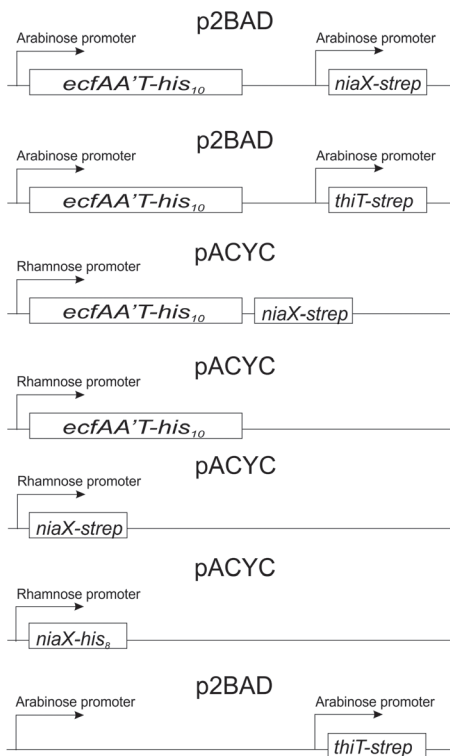 p2BAD
Arabinose promoter Arabinose promoter
ecfAA'T-his₁₀ niaX-strep
p2BAD
Arabinose promoter Arabinose promoter
ecfAA'T-his₁₀ thiT-strep
pACYC
Rhamnose promoter
ecfAA'T-his₁₀ niaX-strep
pACYC
Rhamnose promoter
ecfAA'T-his₁₀
pACYC
Rhamnose promoter
niaX-strep
pACYC
Rhamnose promoter
niaX-his₈
p2BAD
Arabinose promoter Arabinose promoter
thiT-strep